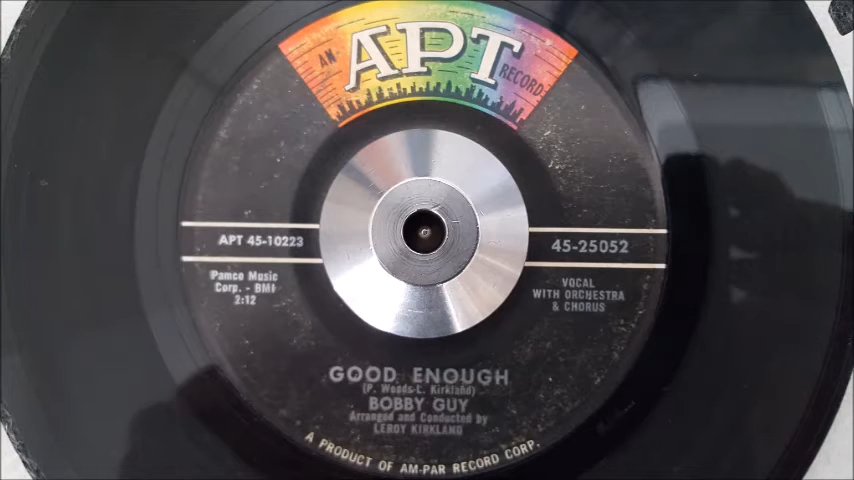 AN
APT
RECORD
APT 45-10223
45-25052
Pamco Music
Corp. - BMI
2:12
VOCAL
WITH ORCHESTRA
& CHORUS
GOOD ENOUGH
(P. Woods-L. Kirkland)
BOBBY GUY
Arranged and Conducted by
LEROY KIRKLAND
A PRODUCT OF AM-PAR RECORD CORP.